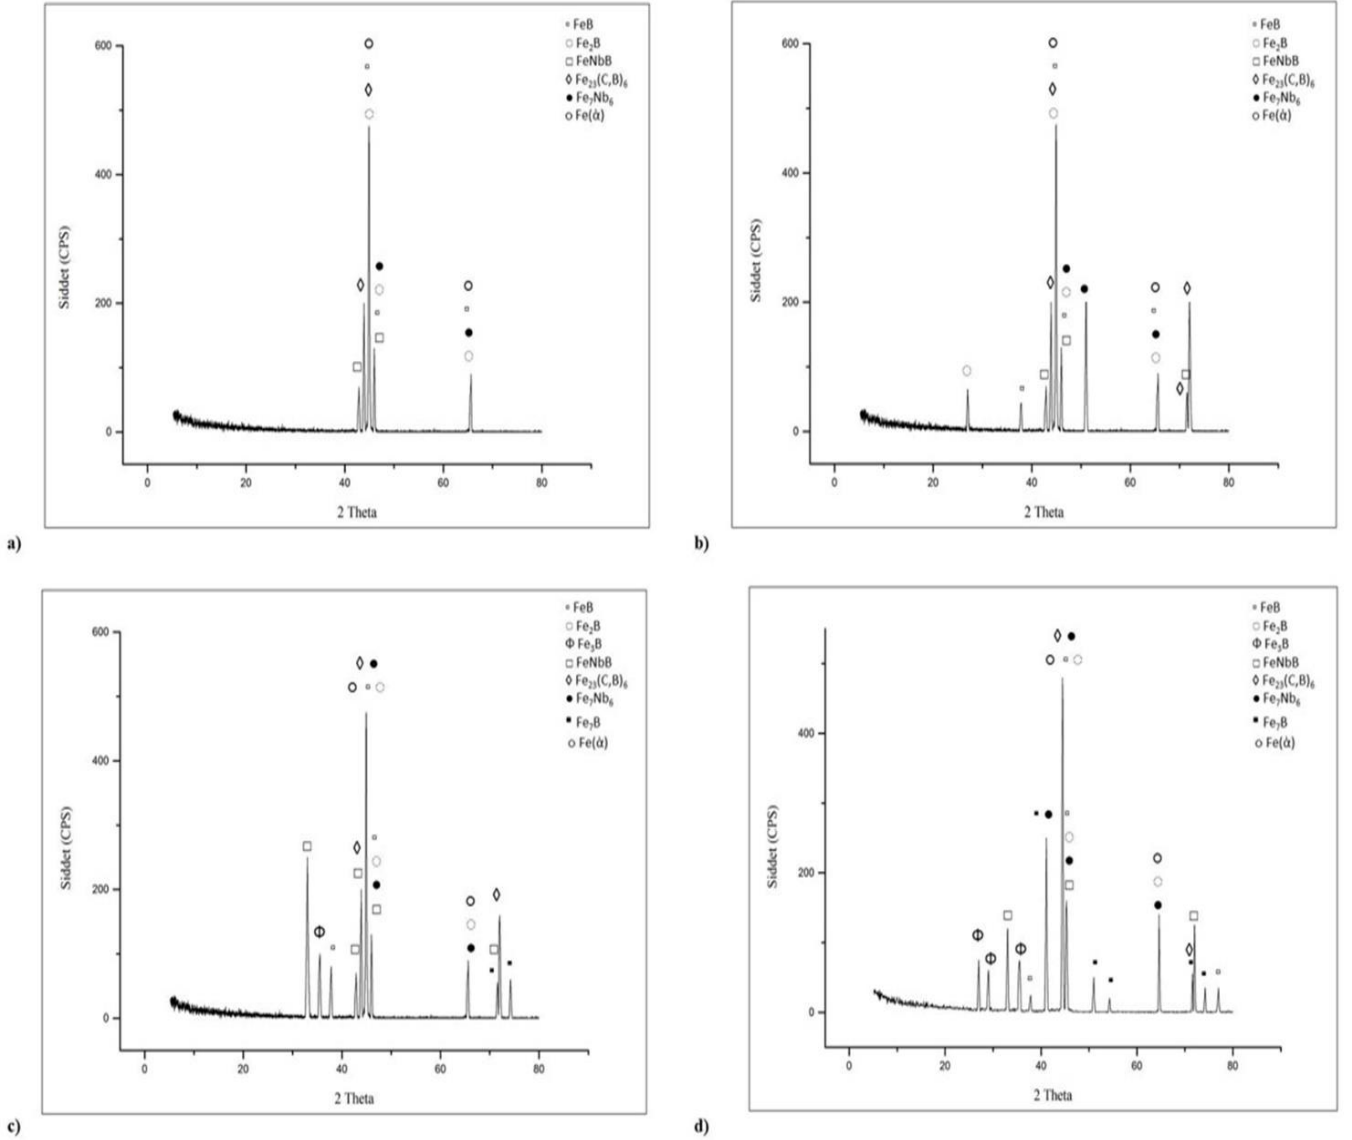 FeB
Fe₂B
FeNbB
Fe₂₃(C,B)₆
Fe₇Nb₆
Fe(ἀ)
600
400
200
0
Siddet (CPS)
0 20 40 60 80
2 Theta
a)
FeB
Fe₂B
FeNbB
Fe₂₃(C,B)₆
Fe₇Nb₆
Fe(ἀ)
600
400
200
0
Siddet (CPS)
0 20 40 60 80
2 Theta
b)
FeB
Fe₂B
Fe₃B
FeNbB
Fe₂₃(C,B)₆
Fe₇Nb₆
Fe₇B
Fe(ἀ)
600
400
200
0
Siddet (CPS)
0 20 40 60 80
2 Theta
c)
FeB
Fe₂B
Fe₃B
FeNbB
Fe₂₃(C,B)₆
Fe₇Nb₆
Fe₇B
Fe(ἀ)
400
200
0
Siddet (CPS)
0 20 40 60 80
2 Theta
d)